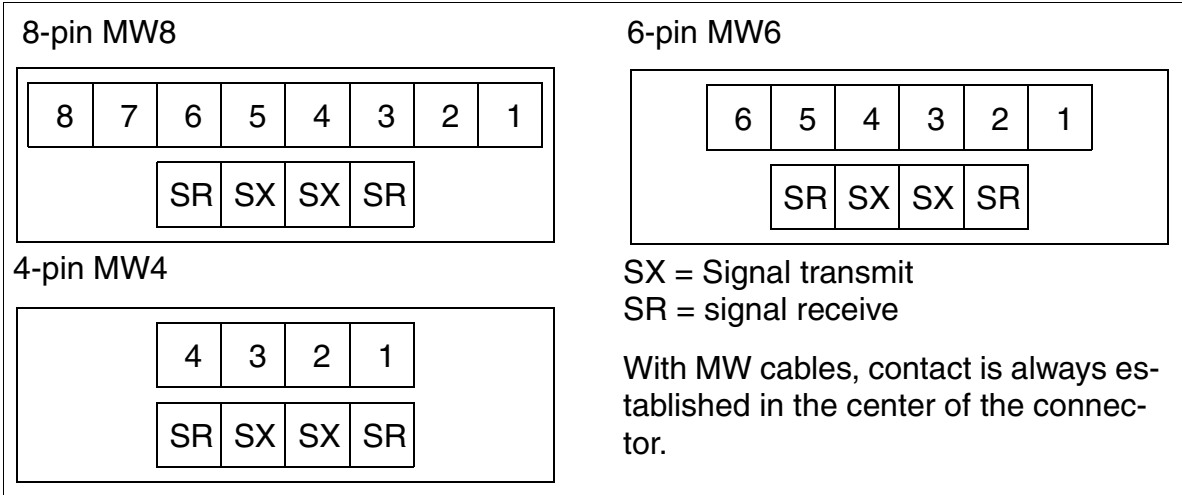 8-pin MW8
8 7 6 5 4 3 2 1
SR SX SX SR
4-pin MW4
4 3 2 1
SR SX SX SR
6-pin MW6
6 5 4 3 2 1
SR SX SX SR
SX = Signal transmit
SR = signal receive
With MW cables, contact is always es-
tablished in the center of the connec-
tor.